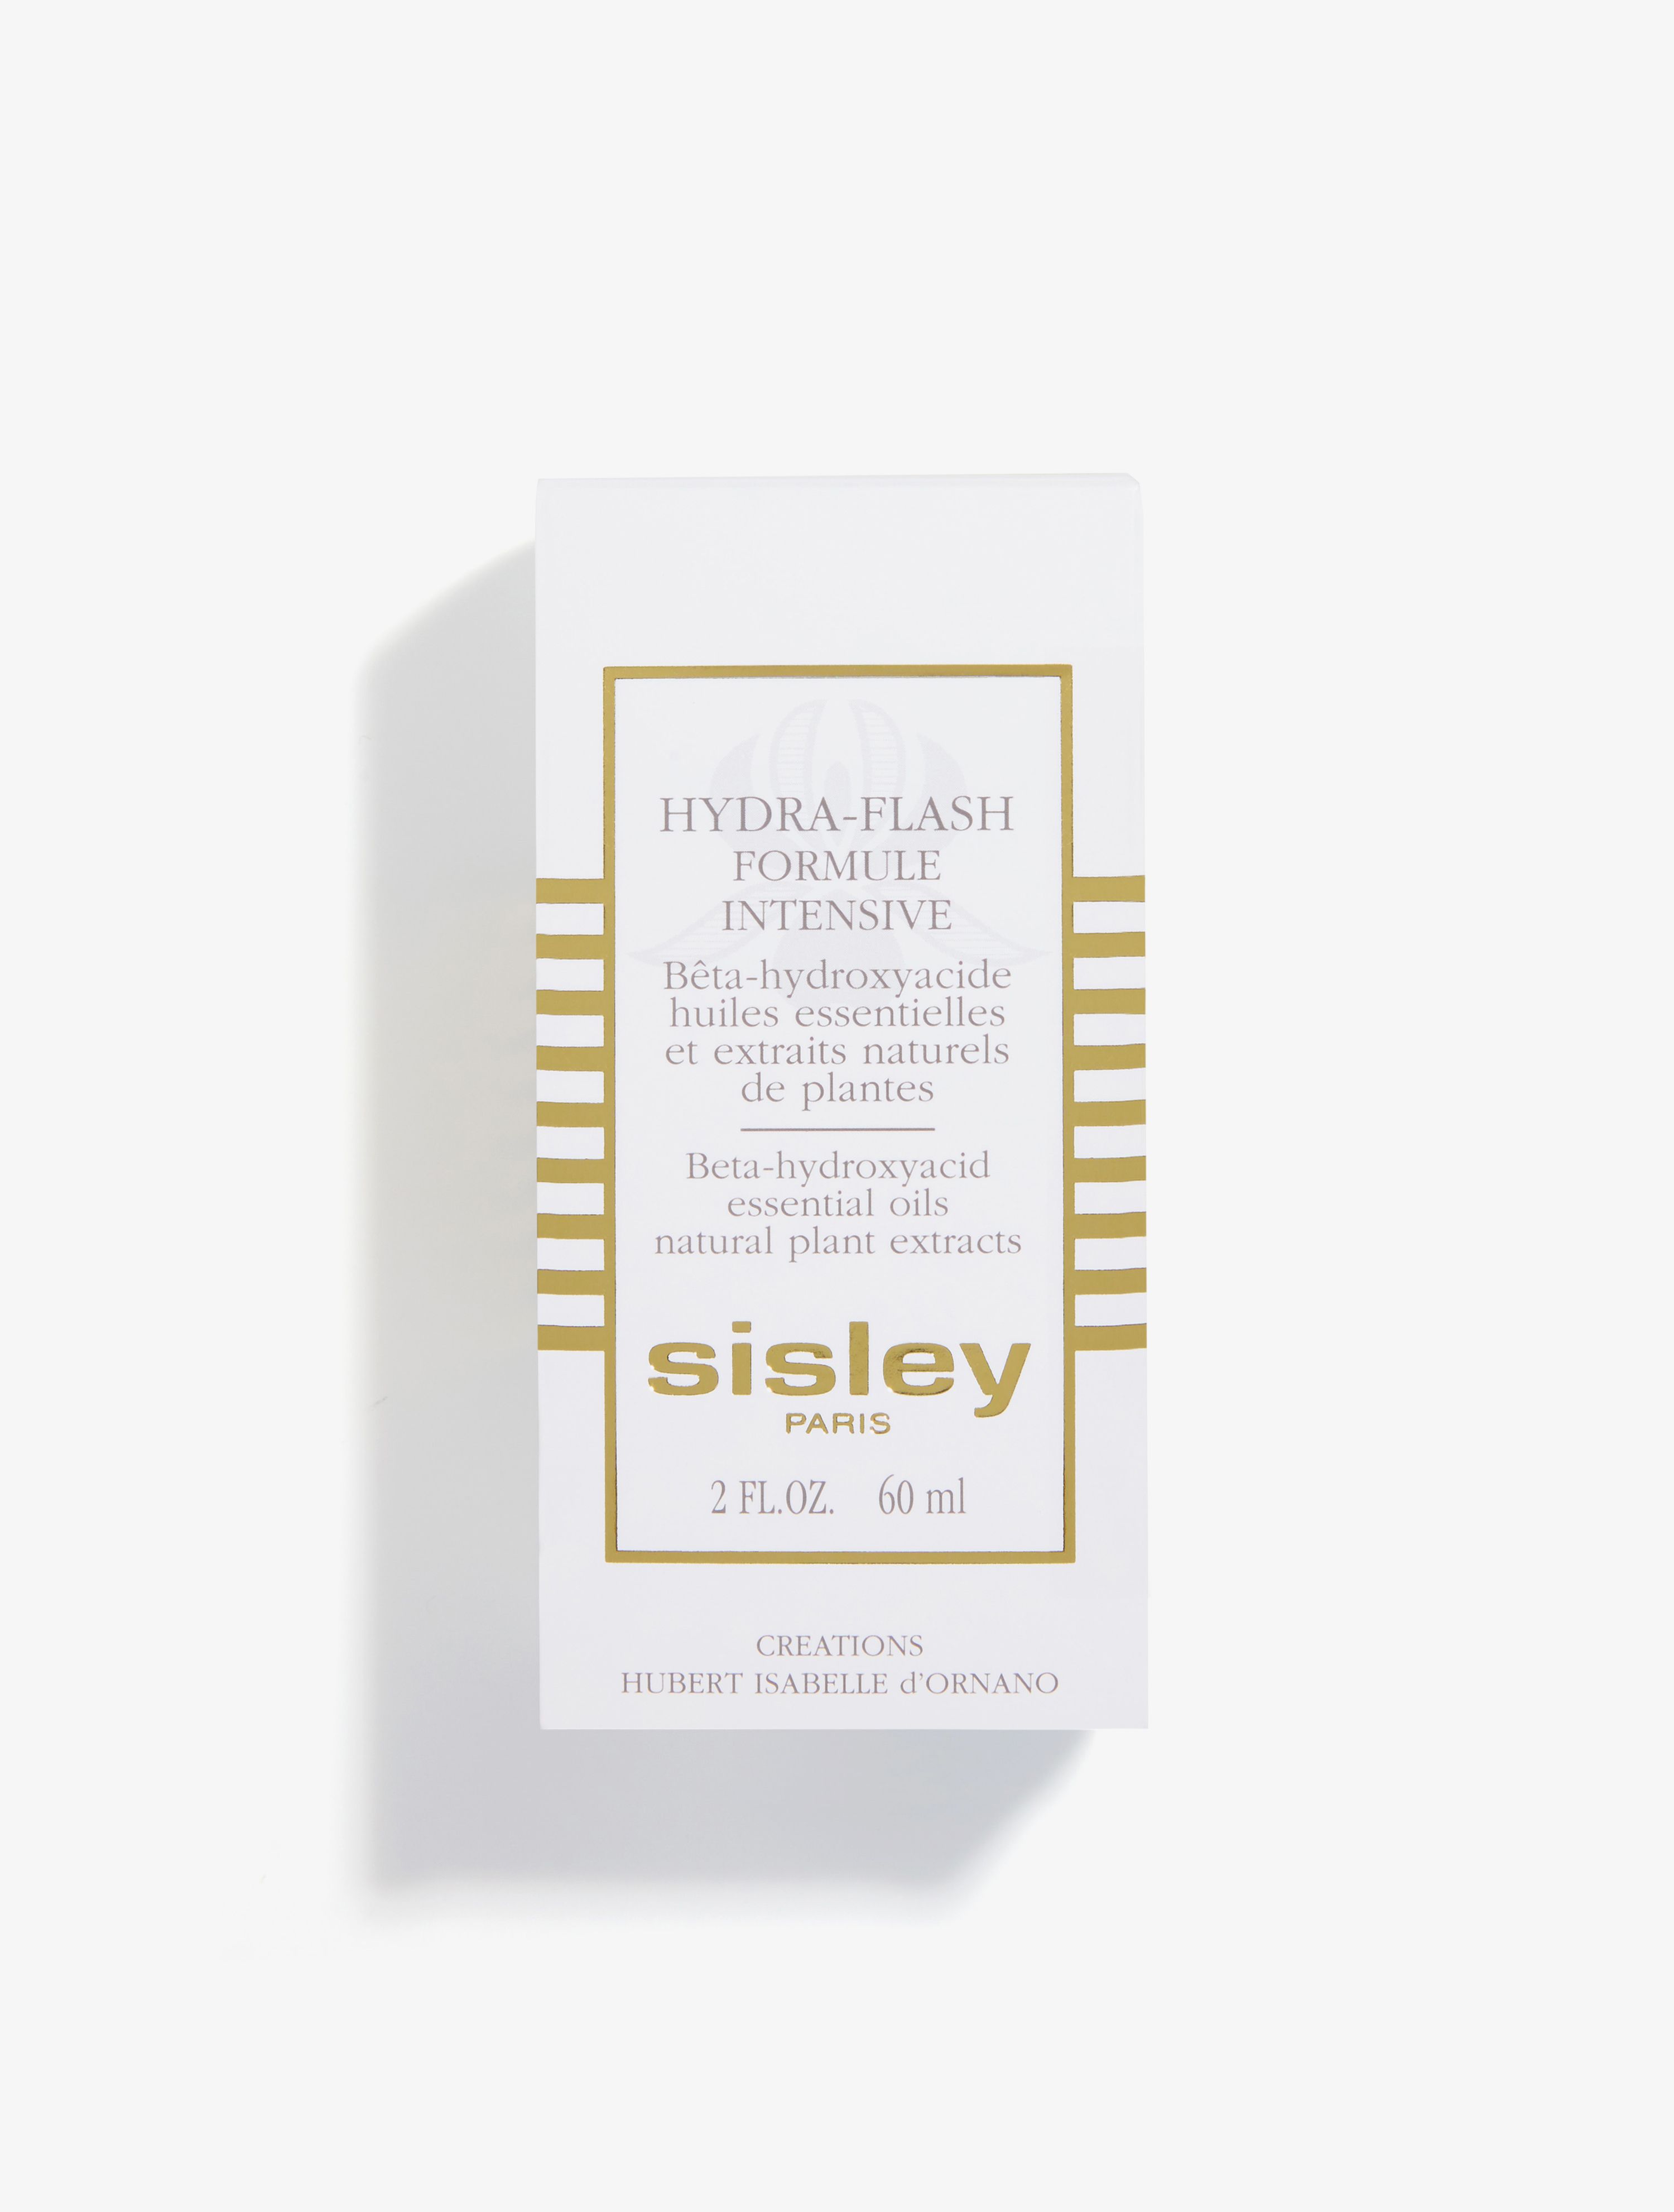 HYDRA-FLASH
FORMULE
INTENSIVE
Bêta-hydroxyacide
huiles essentielles
et extraits naturels
de plantes
Beta-hydroxyacid
essential oils
natural plant extracts
sisley
PARIS
2 FL.OZ. 60 ml
CREATIONS
HUBERT ISABELLE d'ORNANO